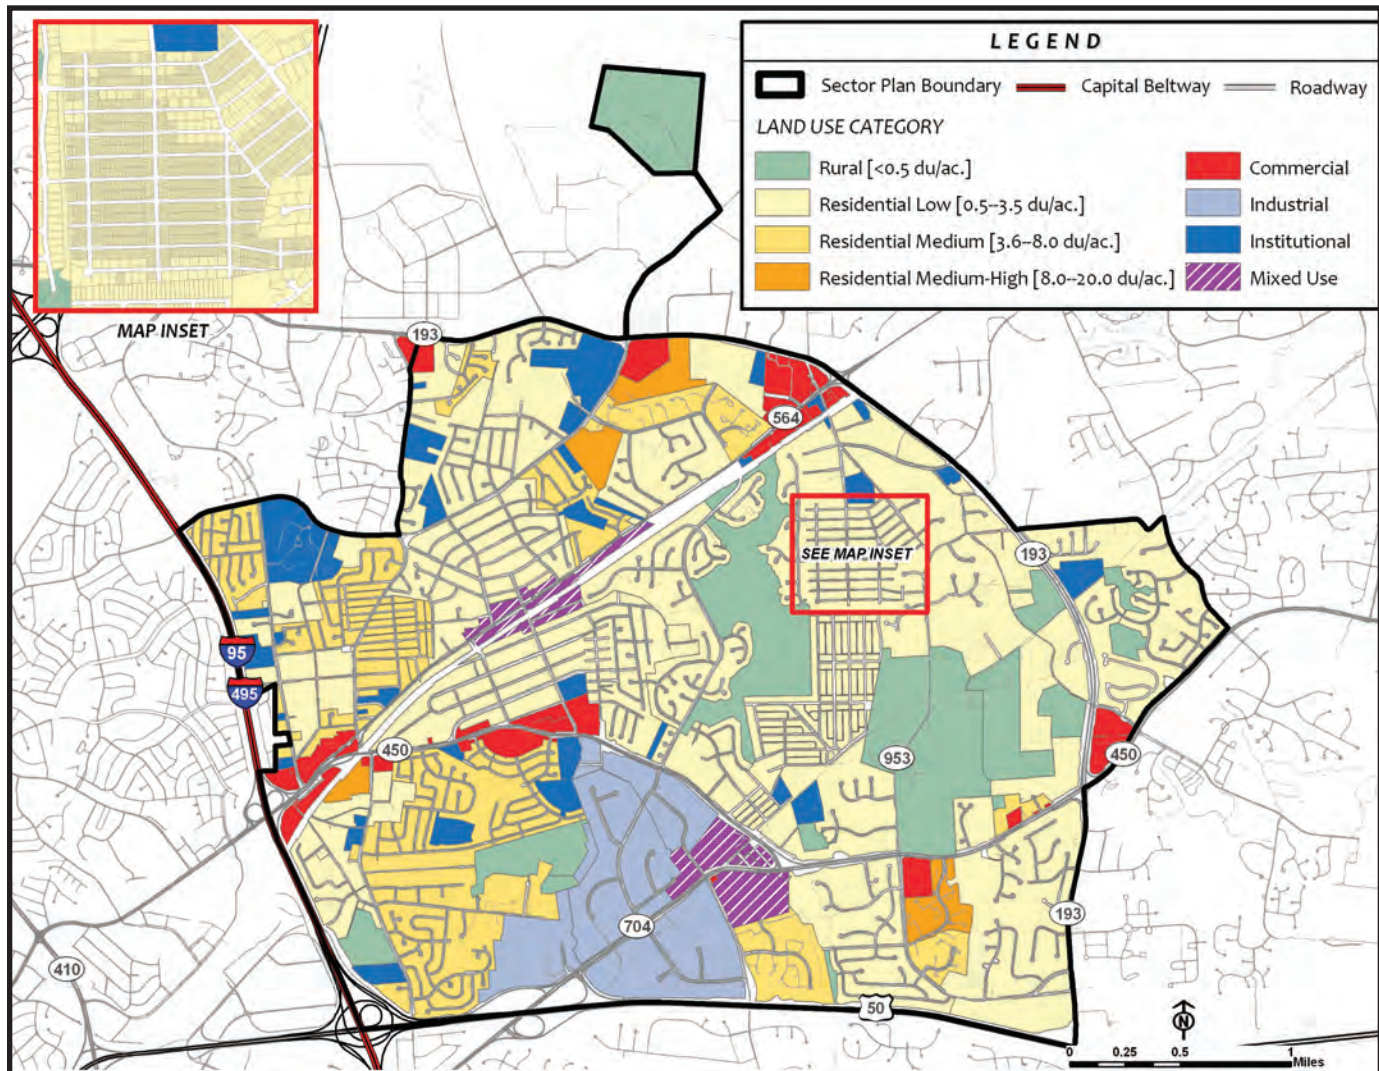 LEGEND
Sector Plan Boundary Capital Beltway Roadway
LAND USE CATEGORY
Rural [<0.5 du/ac.] Commercial
Residential Low [0.5--3.5 du/ac.] Industrial
Residential Medium [3.6--8.0 du/ac.] Institutional
Residential Medium-High [8.0--20.0 du/ac.] Mixed Use
MAP INSET
193
564
SEE MAP INSET
193
95
495
450
953
450
704
193
410
50
N
0 0.25 0.5 1
Miles